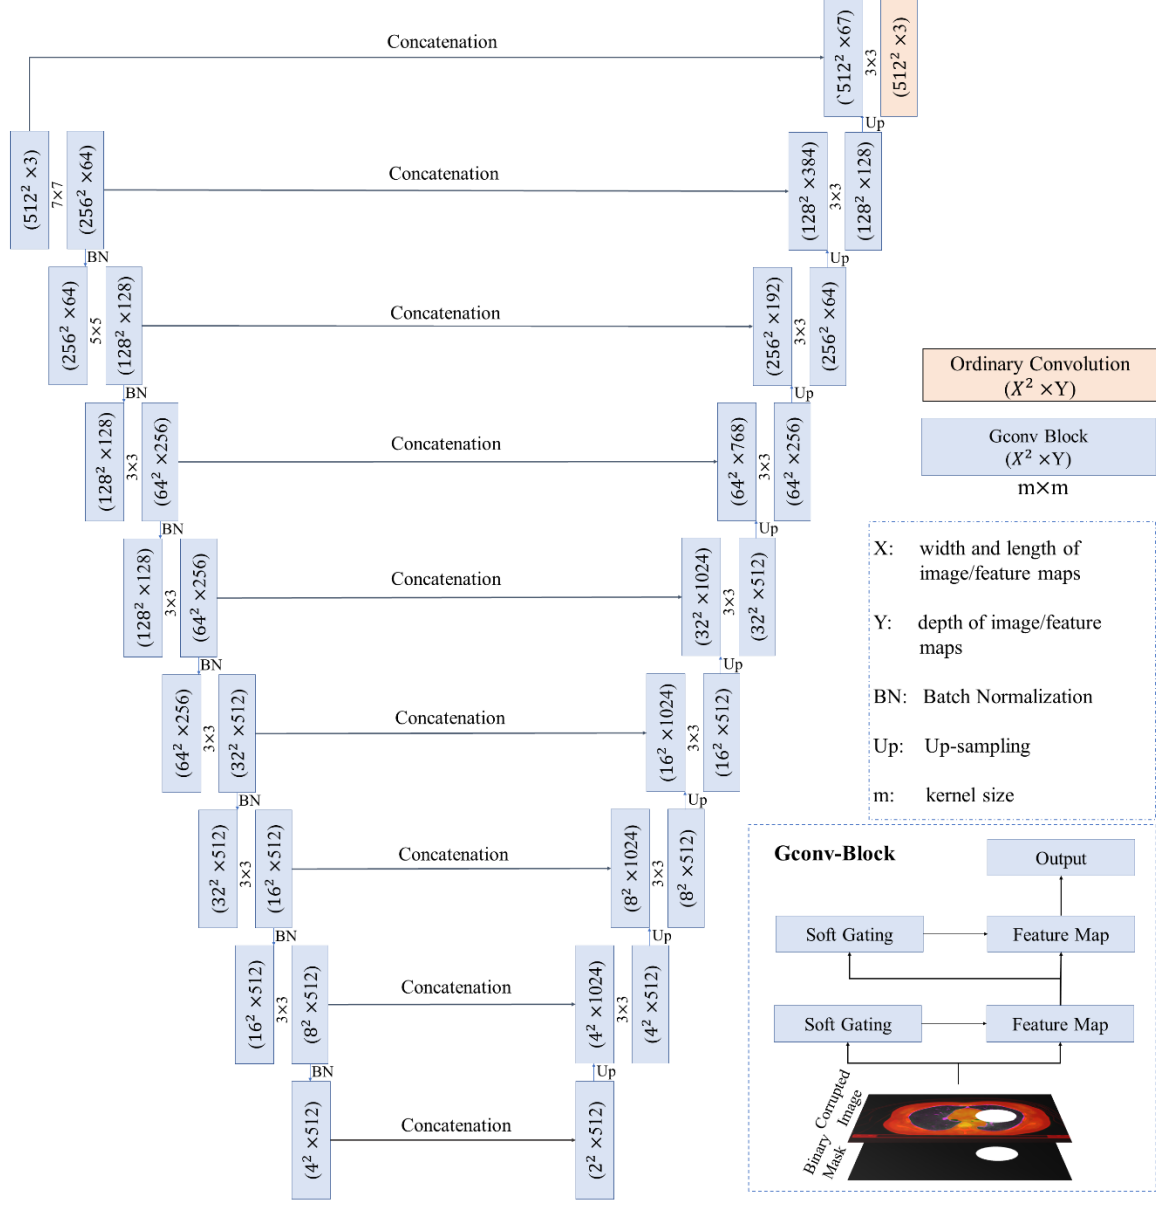 Concatenation
(`512² ×67)
3×3
(512² ×3)
Up
(512² ×3)
7×7
(256² ×64)
Concatenation
(128² ×384)
3×3
(128² ×128)
BN
Up
(256² ×64)
5×5
(128² ×128)
Concatenation
(256² ×192)
3×3
(256² ×64)
BN
Up
(128² ×128)
3×3
(64² ×256)
Concatenation
(64² ×768)
3×3
(64² ×256)
BN
Up
(128² ×128)
3×3
(64² ×256)
Concatenation
(32² ×1024)
3×3
(32² ×512)
BN
Up
(64² ×256)
3×3
(32² ×512)
Concatenation
(16² ×1024)
3×3
(16² ×512)
BN
Up
(32² ×512)
3×3
(16² ×512)
Concatenation
(8² ×1024)
3×3
(8² ×512)
BN
Up
(16² ×512)
3×3
(8² ×512)
Concatenation
(4² ×1024)
3×3
(4² ×512)
BN
Up
(4² ×512)
Concatenation
(2² ×512)
Ordinary Convolution
(X² ×Y)
Gconv Block
(X² ×Y)
m×m
X: width and length of
image/feature maps
Y: depth of image/feature
maps
BN: Batch Normalization
Up: Up-sampling
m: kernel size
Gconv-Block
Output
Soft Gating
Feature Map
Soft Gating
Feature Map
Corrupted
Image
Binary
Mask